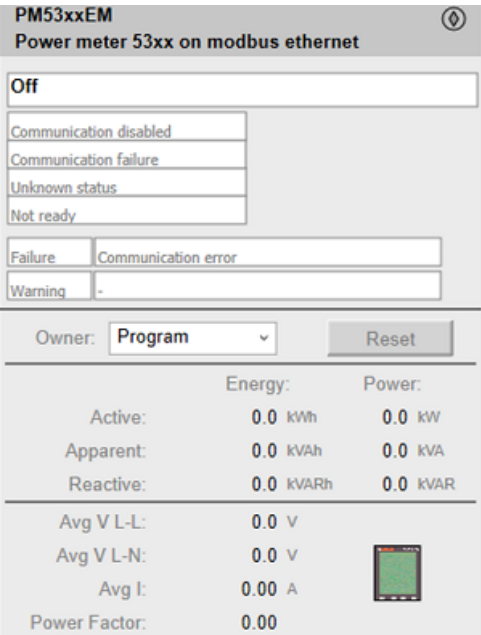 PM53xxEM
Power meter 53xx on modbus ethernet
Off
Communication disabled
Communication failure
Unknown status
Not ready
Failure Communication error
Warning -
Owner: Program Reset
Energy: Power:
Active: 0.0 kWh 0.0 kW
Apparent: 0.0 kVAh 0.0 kVA
Reactive: 0.0 kVARh 0.0 kVAR
Avg V L-L: 0.0 V
Avg V L-N: 0.0 V
Avg I: 0.00 A
Power Factor: 0.00